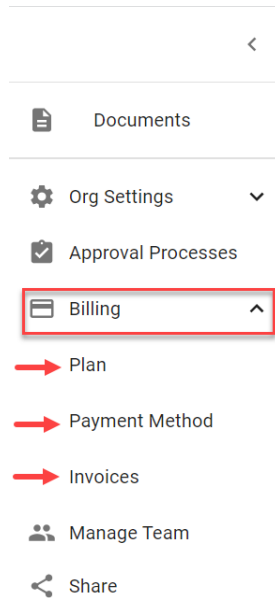 Documents
Org Settings
Approval Processes
Billing
Plan
Payment Method
Invoices
Manage Team
Share